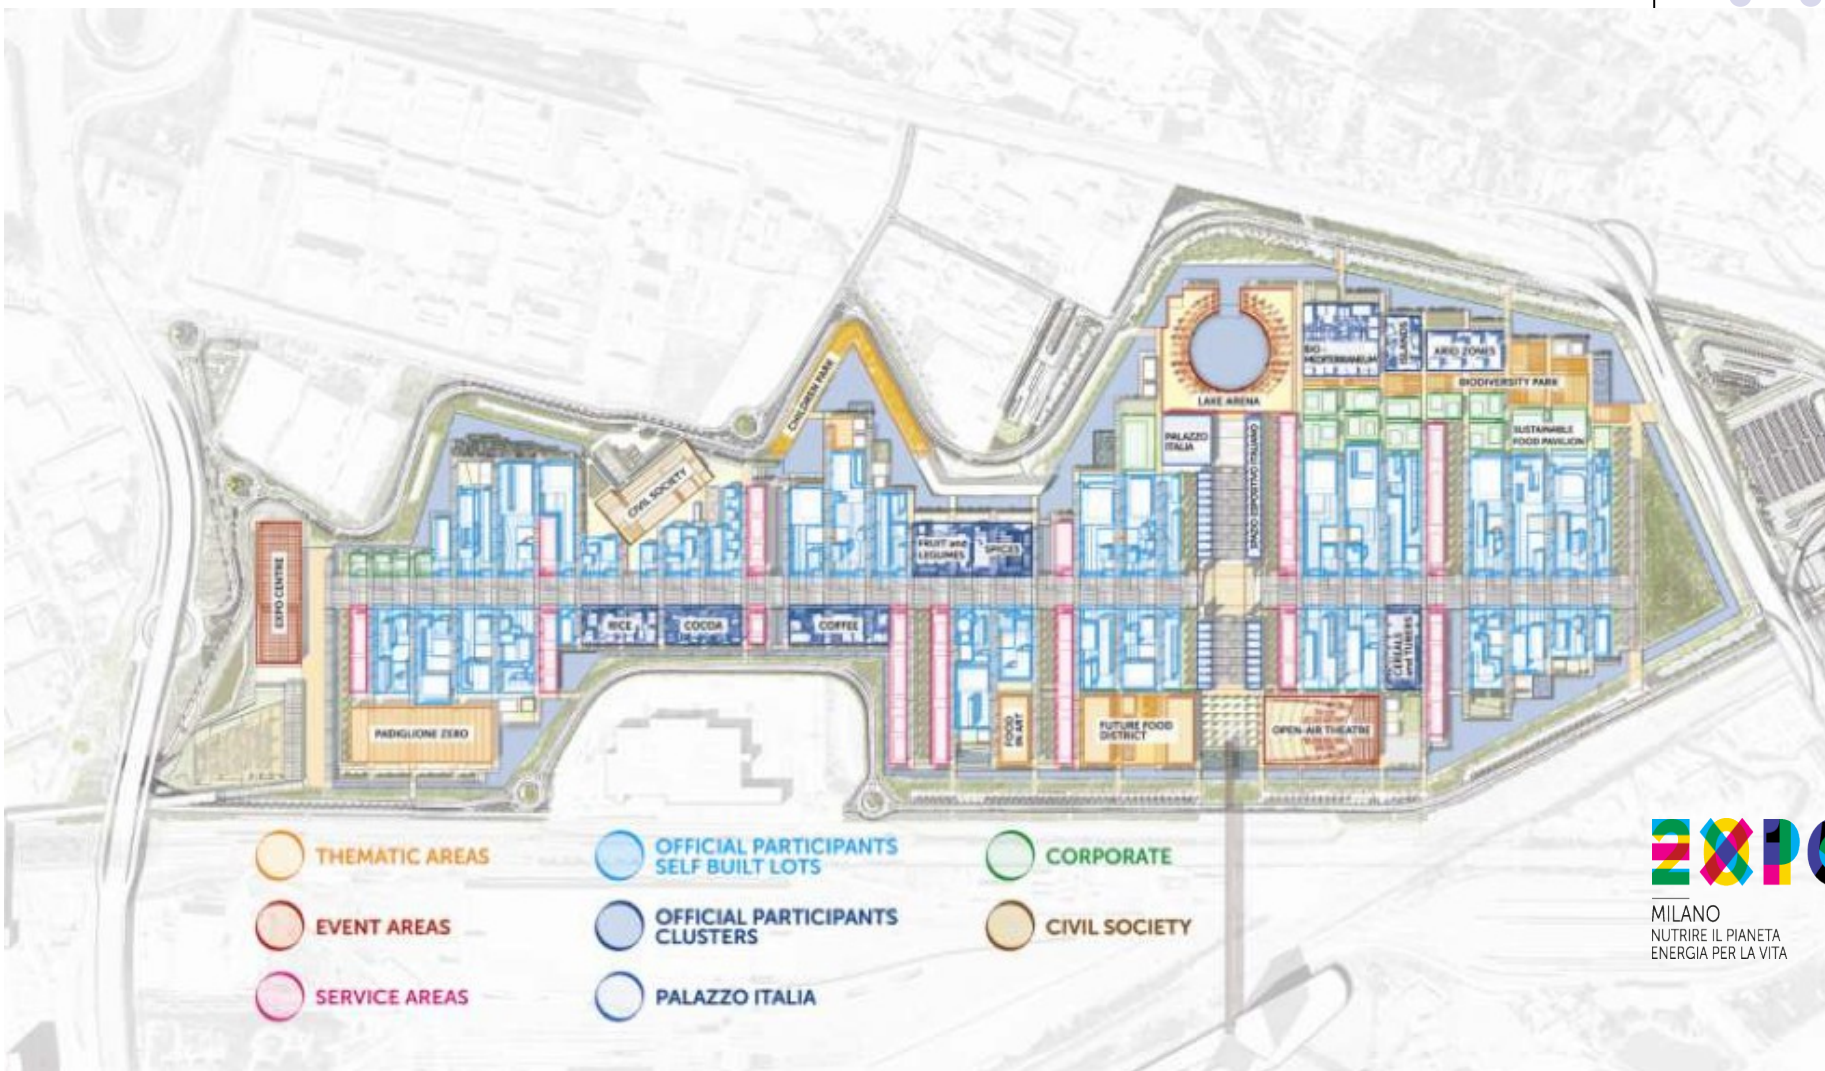 CHILDREN PARK
CIVIL SOCIETY
EXPO CENTRE
PADIGLIONE ZERO
RICE
COCOA
COFFEE
FRUIT and
LEGUMES
SPICES
FOOD
IN ART
FUTURE FOOD
DISTRICT
OPEN-AIR THEATRE
CEREALS
and TUBERS
LAKE ARENA
PALAZZO
ITALIA
ESPOSITIVO ITALIANO
BIO-
MEDITERRANEUM
ISLANDS
ARID ZONES
BIODIVERSITY PARK
SUSTAINABLE
FOOD PAVILION
THEMATIC AREAS
EVENT AREAS
SERVICE AREAS
OFFICIAL PARTICIPANTS
SELF BUILT LOTS
OFFICIAL PARTICIPANTS
CLUSTERS
PALAZZO ITALIA
CORPORATE
CIVIL SOCIETY
MILANO
NUTRIRE IL PIANETA
ENERGIA PER LA VITA